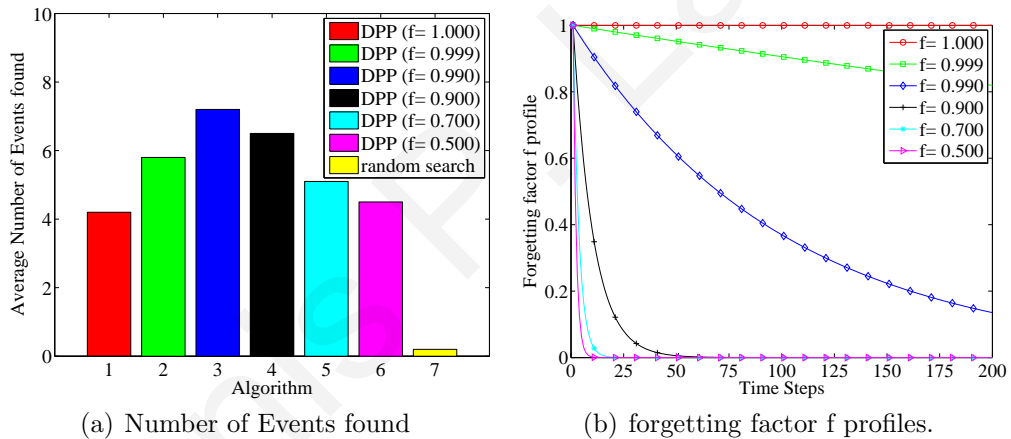 10
8
6
4
2
0
Average Number of Events found
1 2 3 4 5 6 7
Algorithm
DPP (f= 1.000)
DPP (f= 0.999)
DPP (f= 0.990)
DPP (f= 0.900)
DPP (f= 0.700)
DPP (f= 0.500)
random search
(a) Number of Events found
1
0.8
0.6
0.4
0.2
0
Forgetting factor f profile
0 25 50 75 100 125 150 175 200
Time Steps
f= 1.000
f= 0.999
f= 0.990
f= 0.900
f= 0.700
f= 0.500
(b) forgetting factor f profiles.